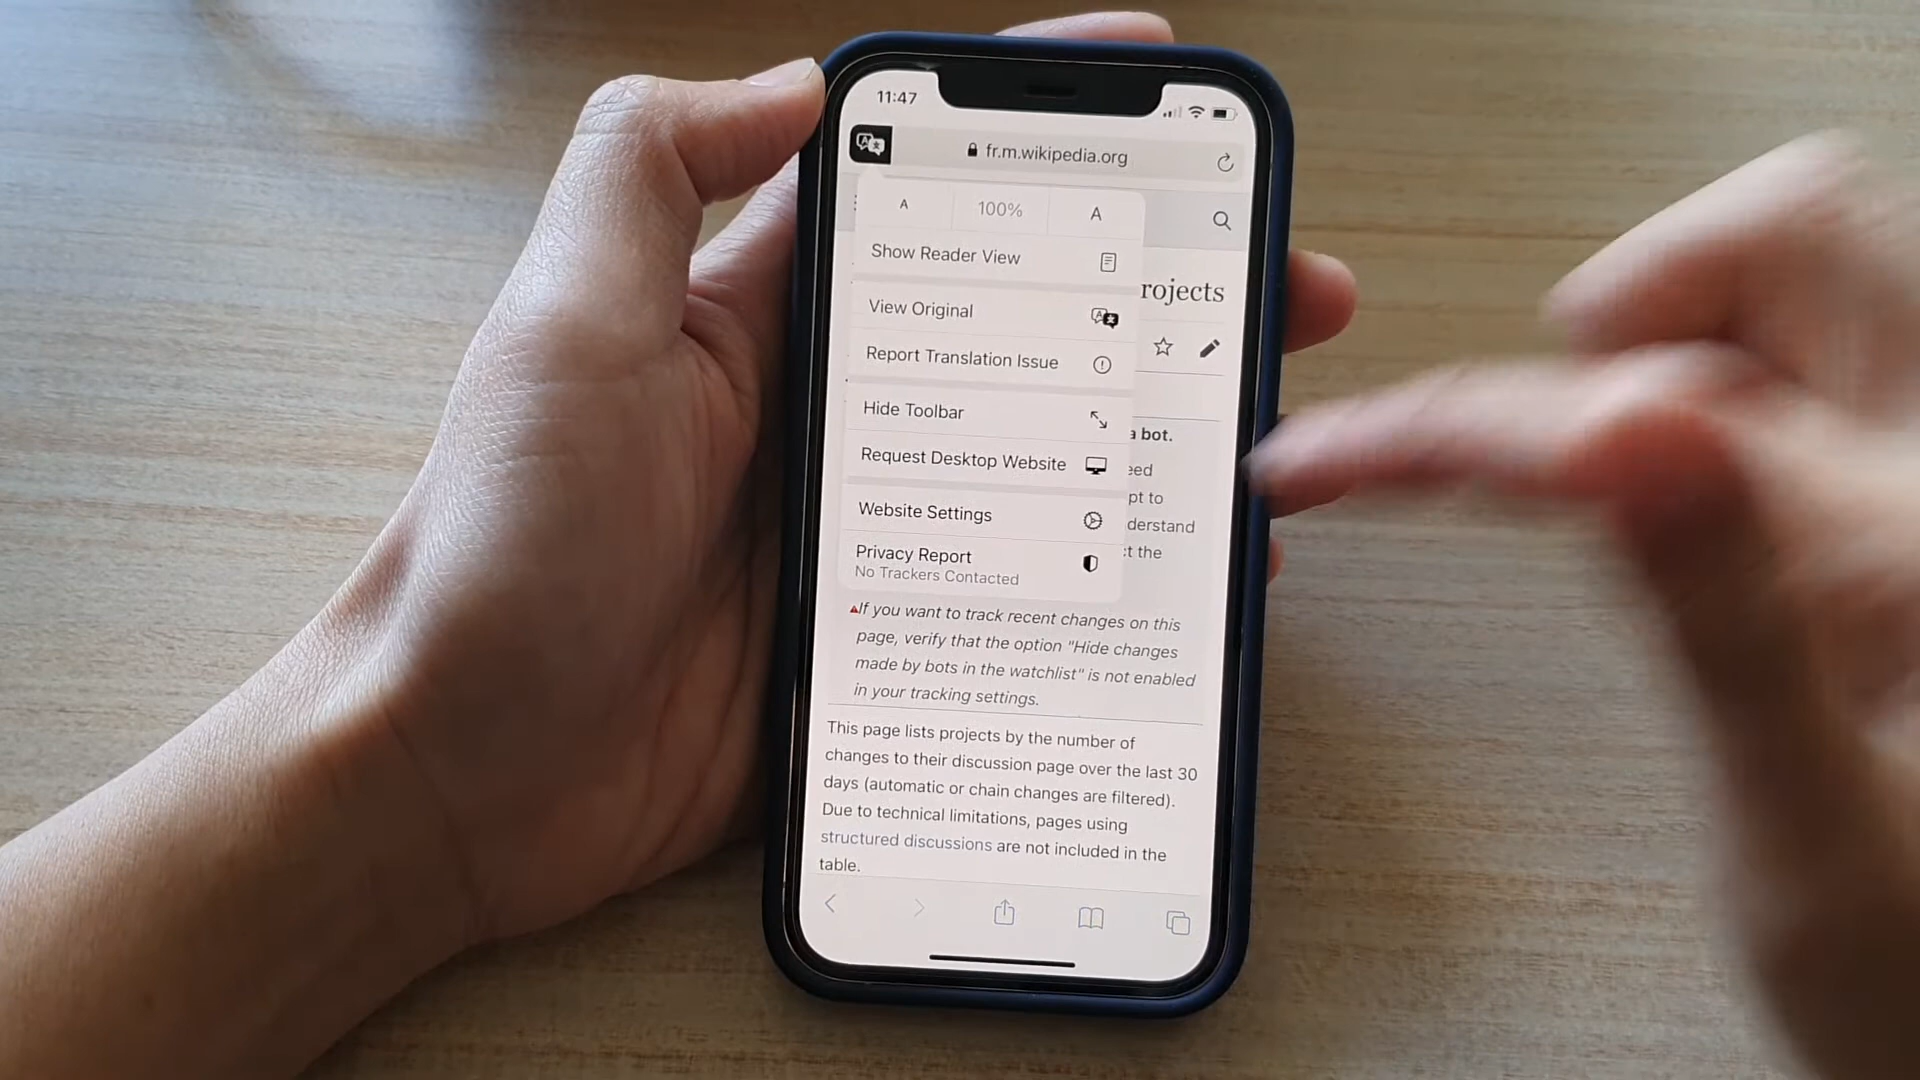 11:47
fr.m.wikipedia.org
A 100% A
Show Reader View
View Original
rojects
Report Translation Issue
Hide Toolbar
a bot.
Request Desktop Website
eed
pt to
Website Settings
derstand
Privacy Report
t the
No Trackers Contacted
If you want to track recent changes on this
page, verify that the option "Hide changes
made by bots in the watchlist" is not enabled
in your tracking settings.
This page lists projects by the number of
changes to their discussion page over the last 30
days (automatic or chain changes are filtered).
Due to technical limitations, pages using
structured discussions are not included in the
table.